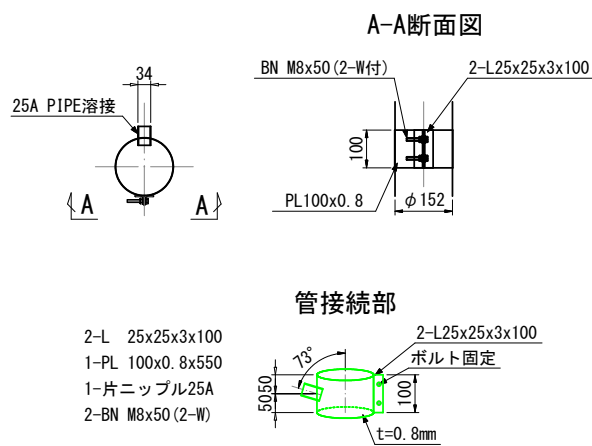 A-A断面図
34
25A PIPE溶接
A
A
BN M8x50(2-W付)
2-L25x25x3x100
100
PL100x0.8
φ152
管接続部
2-L 25x25x3x100
1-PL 100x0.8x550
1-片ニップル25A
2-BN M8x50(2-W)
73°
2-L25x25x3x100
ボルト固定
50
50
100
t=0.8mm